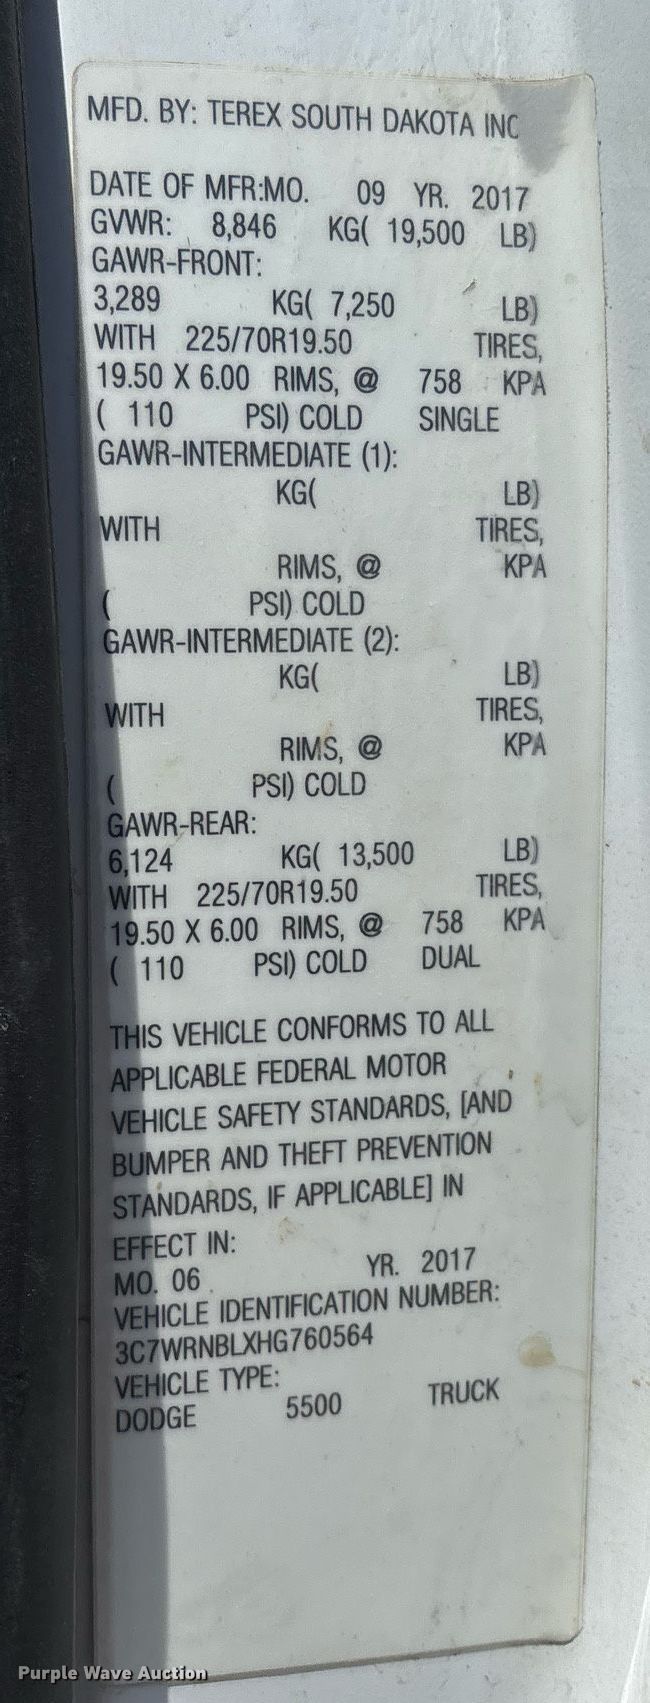 MFD. BY: TEREX SOUTH DAKOTA INC
DATE OF MFR:MO. 09 YR. 2017
GVWR: 8,846 KG( 19,500 LB)
GAWR-FRONT:
3,289 KG( 7,250 LB)
WITH 225/70R19.50 TIRES,
19.50 X 6.00 RIMS, @ 758 KPA
( 110 PSI) COLD SINGLE
GAWR-INTERMEDIATE (1):
KG( LB)
WITH TIRES,
RIMS, @ KPA
( PSI) COLD
GAWR-INTERMEDIATE (2):
KG( LB)
WITH TIRES,
RIMS, @ KPA
( PSI) COLD
GAWR-REAR:
6,124 KG( 13,500 LB)
WITH 225/70R19.50 TIRES,
19.50 X 6.00 RIMS, @ 758 KPA
( 110 PSI) COLD DUAL
THIS VEHICLE CONFORMS TO ALL
APPLICABLE FEDERAL MOTOR
VEHICLE SAFETY STANDARDS, [AND
BUMPER AND THEFT PREVENTION
STANDARDS, IF APPLICABLE] IN
EFFECT IN:
MO. 06 YR. 2017
VEHICLE IDENTIFICATION NUMBER:
3C7WRNBLXHG760564
VEHICLE TYPE:
DODGE 5500 TRUCK
Purple Wave Auction